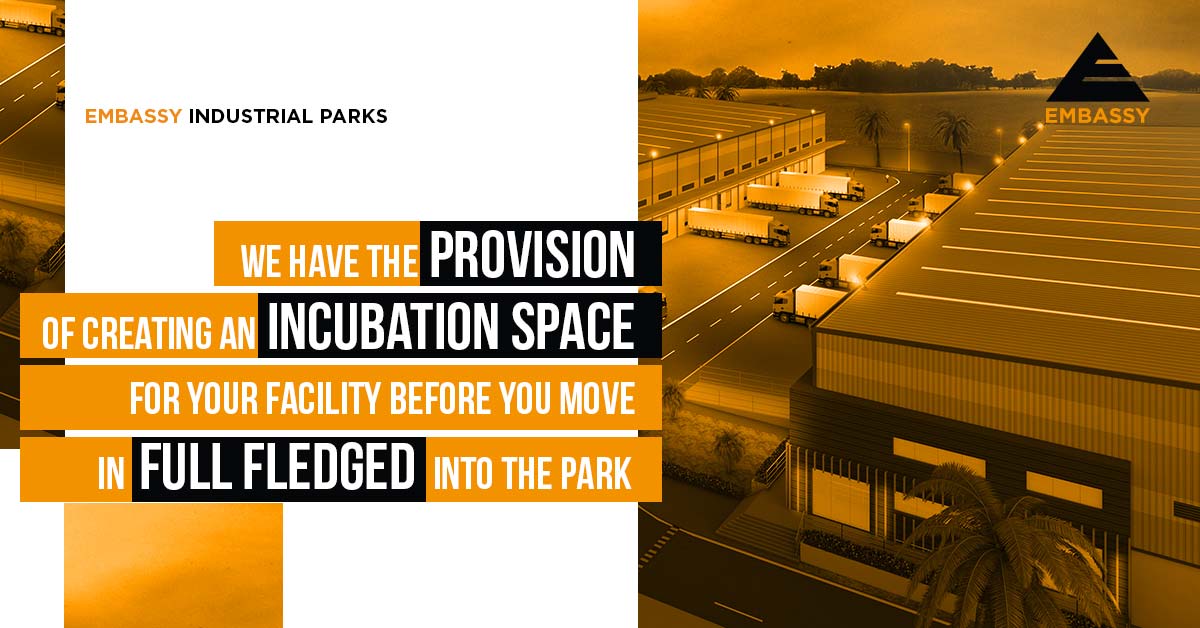 EMBASSY INDUSTRIAL PARKS
EMBASSY
WE HAVE THE PROVISION
OF CREATING AN INCUBATION SPACE
FOR YOUR FACILITY BEFORE YOU MOVE
IN FULL FLEDGED INTO THE PARK